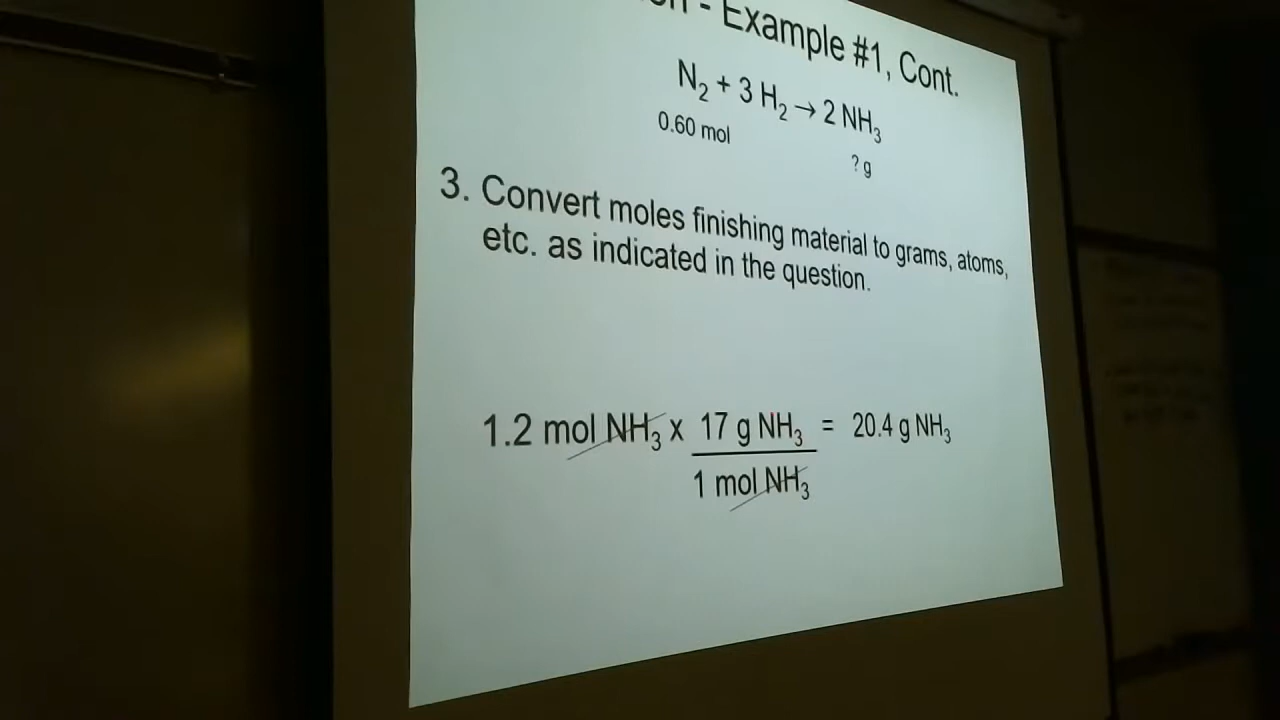 - Example #1, Cont.
N₂ + 3 H₂ → 2 NH₃
0.60 mol
? g
3. Convert moles finishing material to grams, atoms,
etc. as indicated in the question.
1.2 mol NH₃ x 17 g NH₃ = 20.4 g NH₃
1 mol NH₃